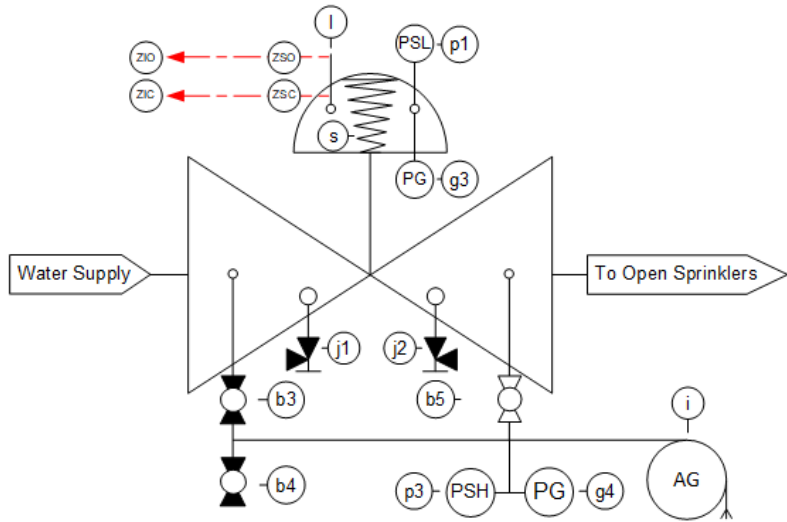 l
PSL
p1
ZIO
ZSO
ZIC
ZSC
s
PG
g3
Water Supply
To Open Sprinklers
j1
j2
b3
b5
i
b4
p3
PSH
PG
g4
AG